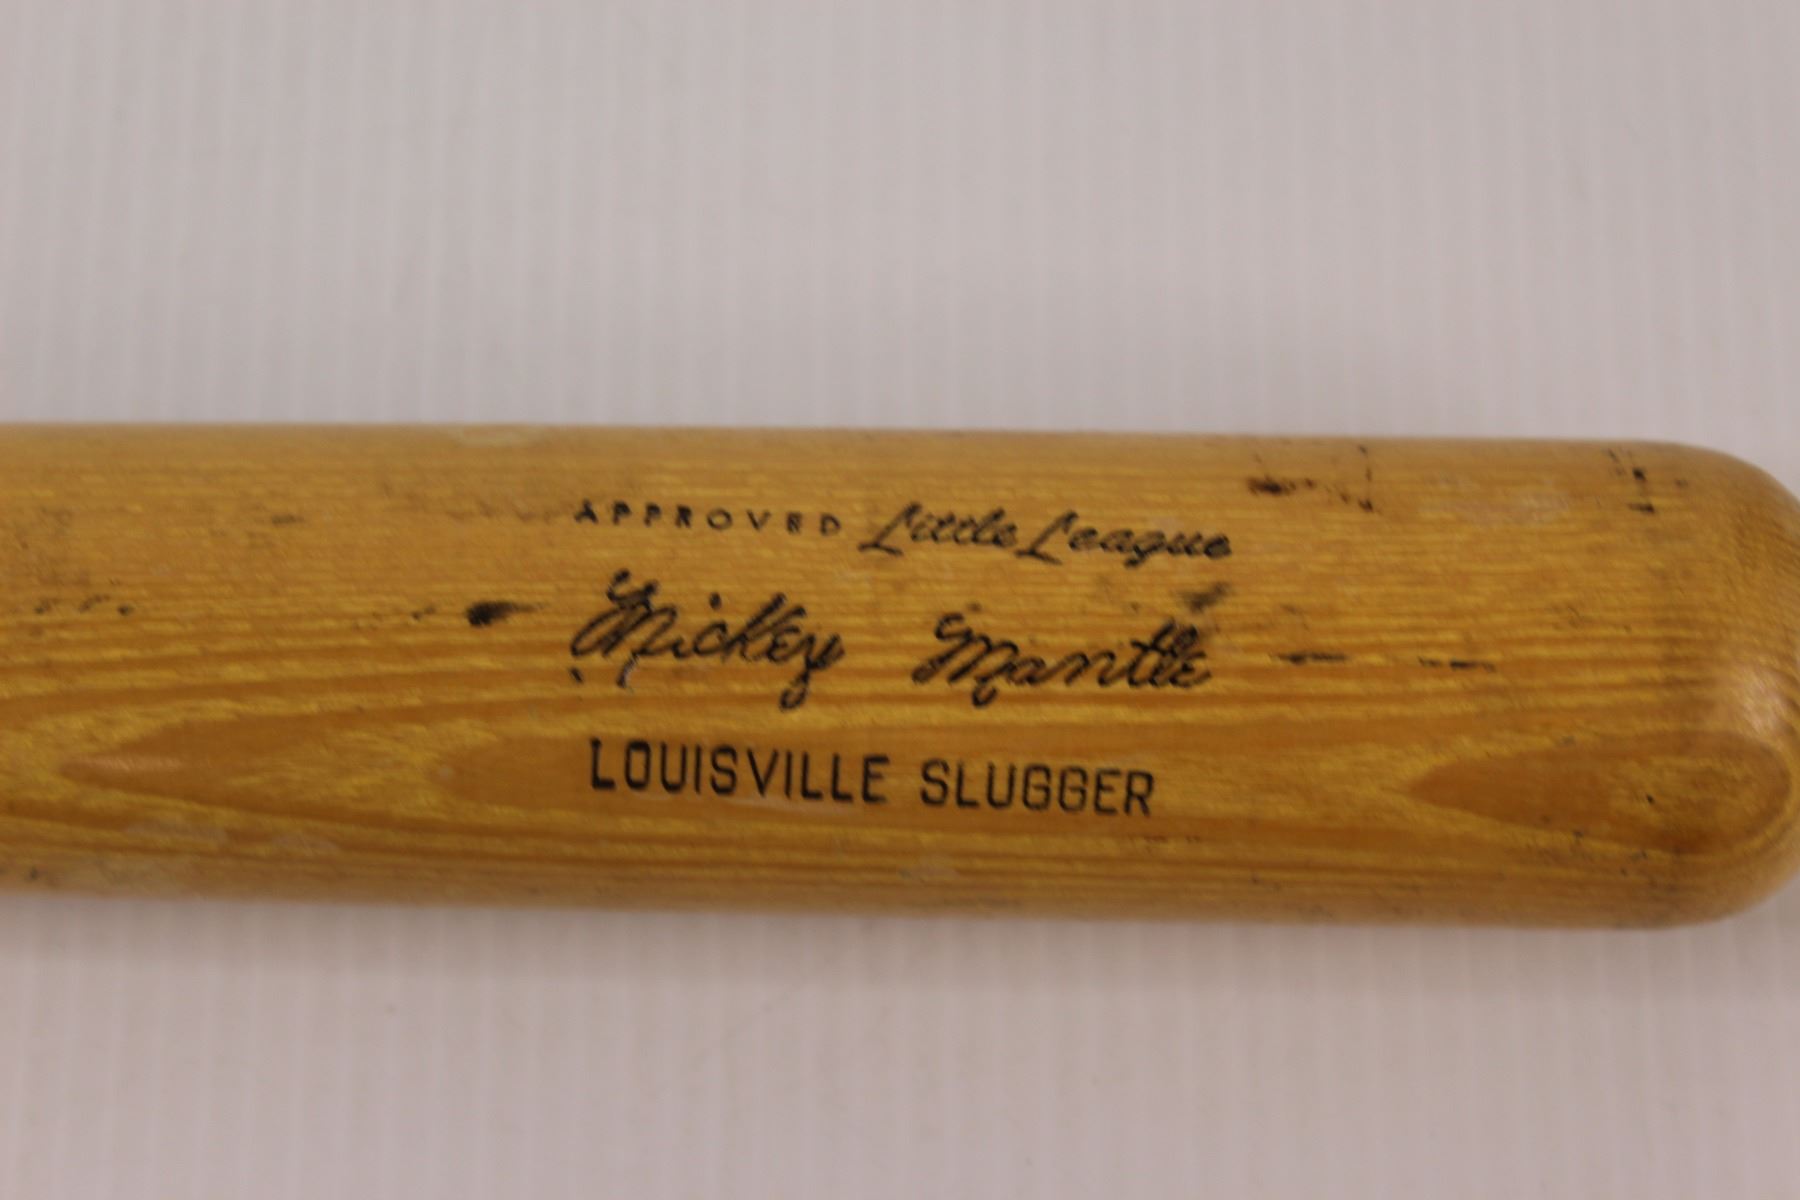 APPROVED Little League
Mickey Mantle
LOUISVILLE SLUGGER